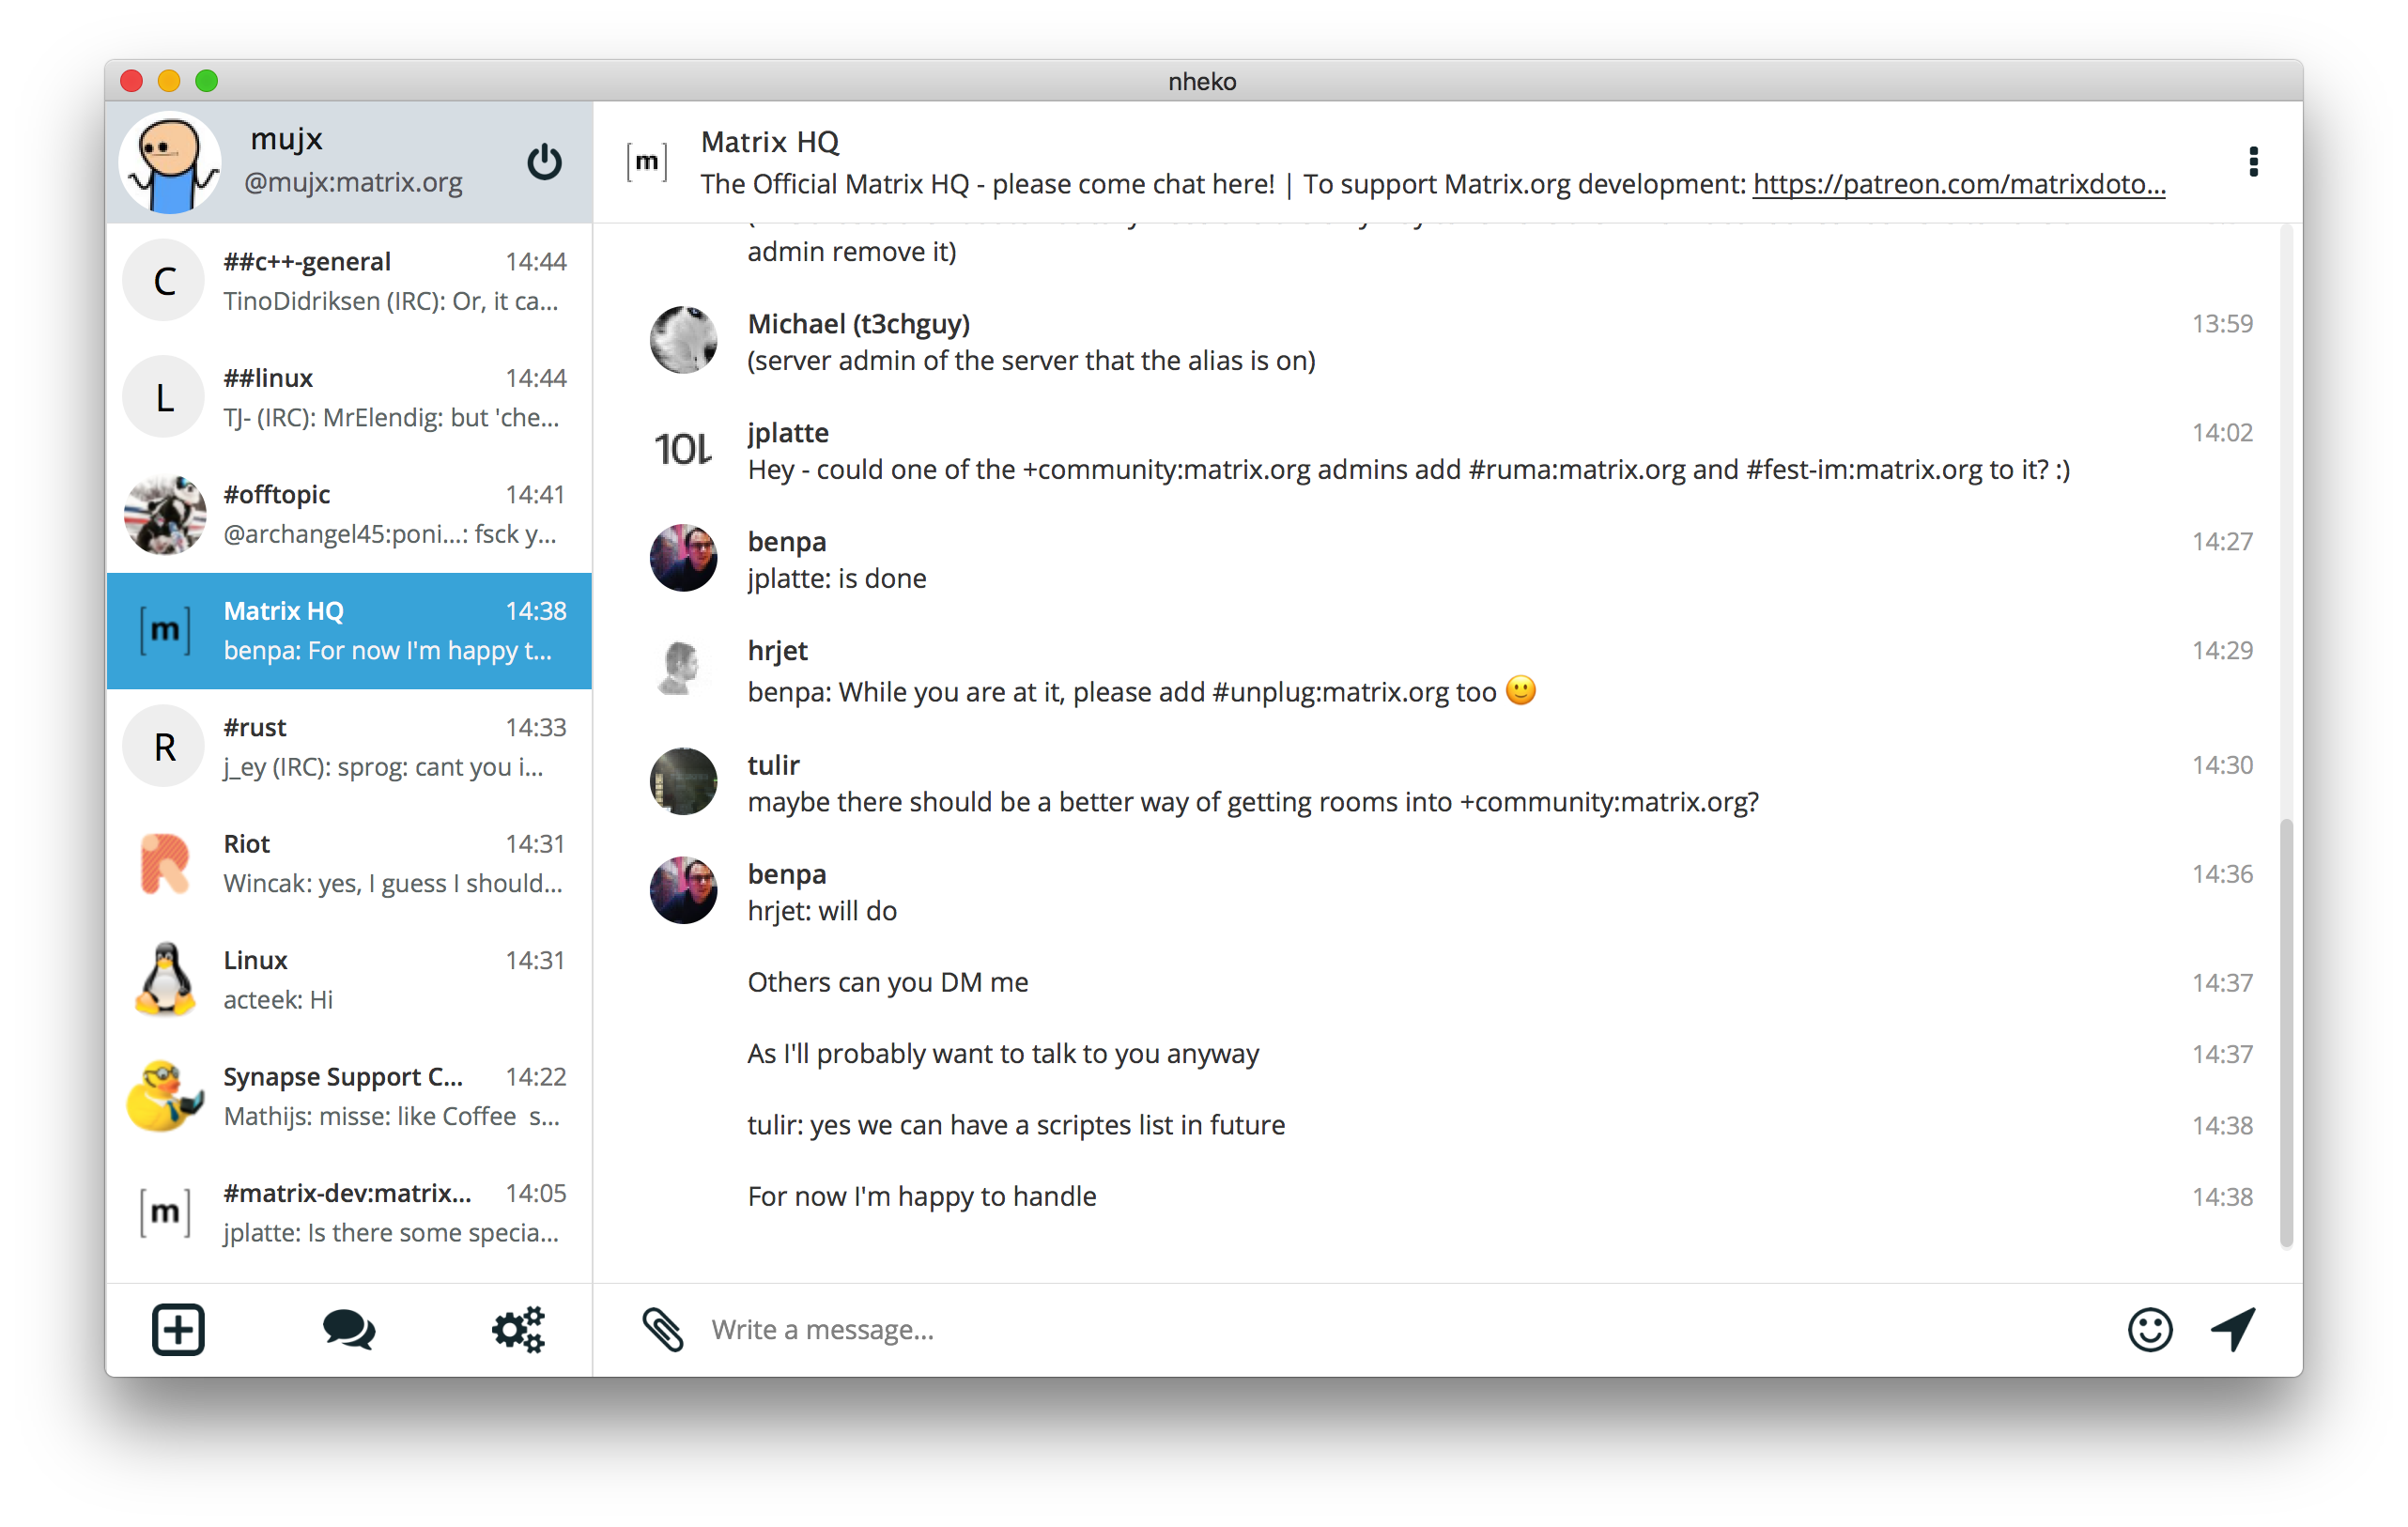 nheko
mujx
@mujx:matrix.org
C
##c++-general
14:44
TinoDidriksen (IRC): Or, it ca...
L
##linux
14:44
TJ- (IRC): MrElendig: but 'che...
#offtopic
14:41
@archangel45:poni...: fsck y...
[m]
Matrix HQ
14:38
benpa: For now I'm happy t...
R
#rust
14:33
j_ey (IRC): sprog: cant you i...
R
Riot
14:31
Wincak: yes, I guess I should...
Linux
14:31
acteek: Hi
Synapse Support C...
14:22
Mathijs: misse: like Coffee  s...
[m]
#matrix-dev:matrix...
14:05
jplatte: Is there some specia...
[m]
Matrix HQ
The Official Matrix HQ - please come chat here! | To support Matrix.org development: https://patreon.com/matrixdoto...
admin remove it)
Michael (t3chguy)
13:59
(server admin of the server that the alias is on)
jplatte
14:02
Hey - could one of the +community:matrix.org admins add #ruma:matrix.org and #fest-im:matrix.org to it? :)
benpa
14:27
jplatte: is done
hrjet
14:29
benpa: While you are at it, please add #unplug:matrix.org too 🙂
tulir
14:30
maybe there should be a better way of getting rooms into +community:matrix.org?
benpa
14:36
hrjet: will do
Others can you DM me
14:37
As I'll probably want to talk to you anyway
14:37
tulir: yes we can have a scriptes list in future
14:38
For now I'm happy to handle
14:38
Write a message...